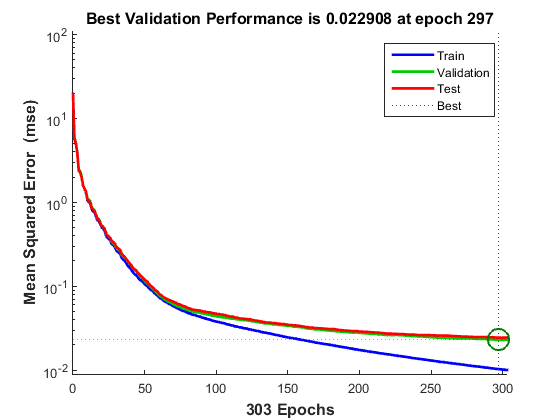 Best Validation Performance is 0.022908 at epoch 297
Mean Squared Error (mse)
10^2
10^1
10^0
10^-1
10^-2
Train
Validation
Test
Best
0 50 100 150 200 250 300
303 Epochs